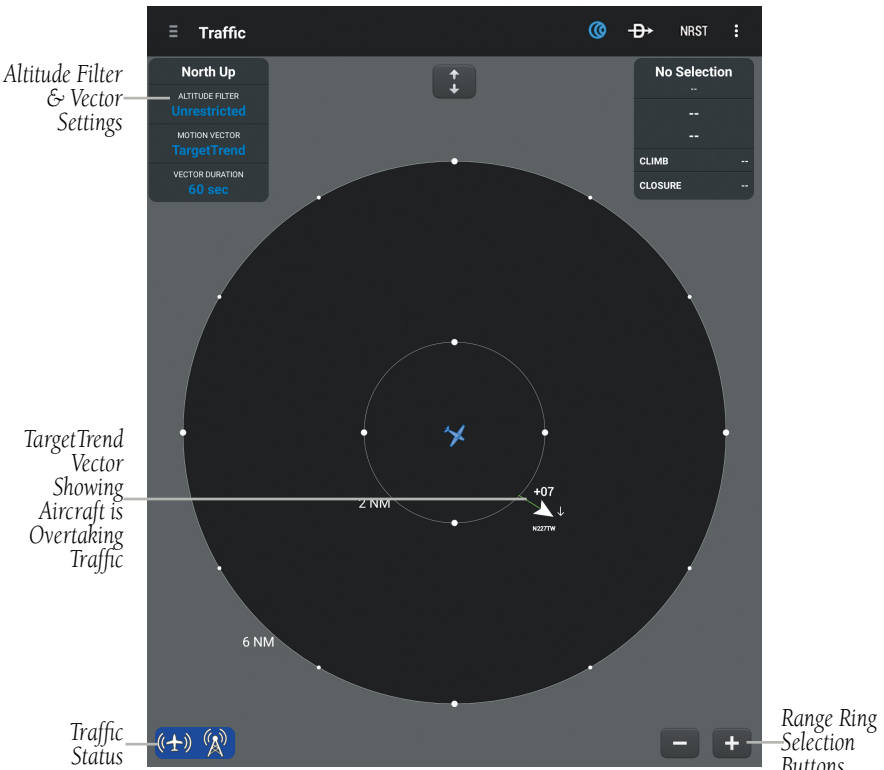 Traffic
NRST
Altitude Filter
& Vector
Settings
North Up
ALTITUDE FILTER
Unrestricted
MOTION VECTOR
TargetTrend
VECTOR DURATION
60 sec
No Selection
--
--
--
CLIMB --
CLOSURE --
TargetTrend
Vector
Showing
Aircraft is
Overtaking
Traffic
2 NM
+07
N227TW
6 NM
Traffic
Status
Range Ring
Selection
Buttons